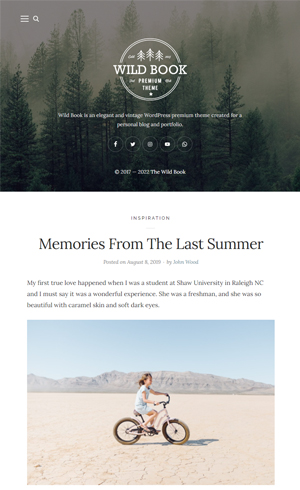 WILD BOOK
PREMIUM
THEME
Wild Book is an elegant and vintage WordPress premium theme created for a
personal blog and portfolio.
© 2017 — 2022 The Wild Book
INSPIRATION
Memories From The Last Summer
Posted on August 8, 2019 · by John Wood
My first true love happened when I was a student at Shaw University in Raleigh NC
and I must say it was a wonderful experience. She was a freshman, and she was so
beautiful with caramel skin and soft dark eyes.